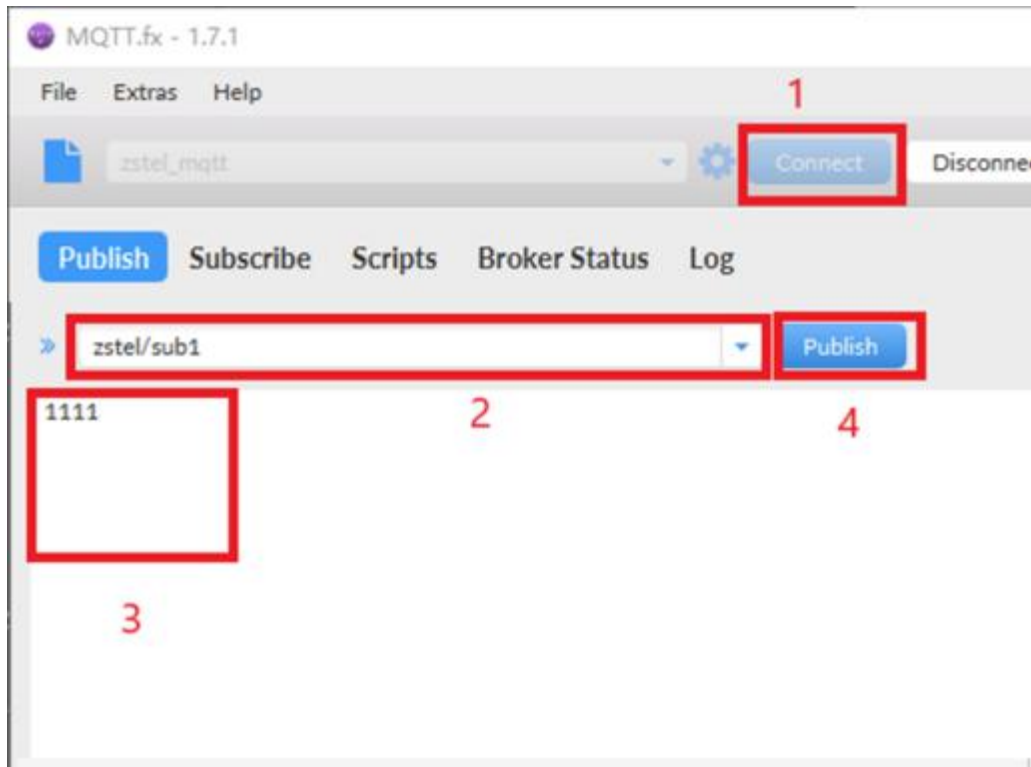 MQTT.fx - 1.7.1
File Extras Help
1
zstel_mqtt Connect Disconnec
Publish Subscribe Scripts Broker Status Log
zstel/sub1 Publish
1111
2
4
3